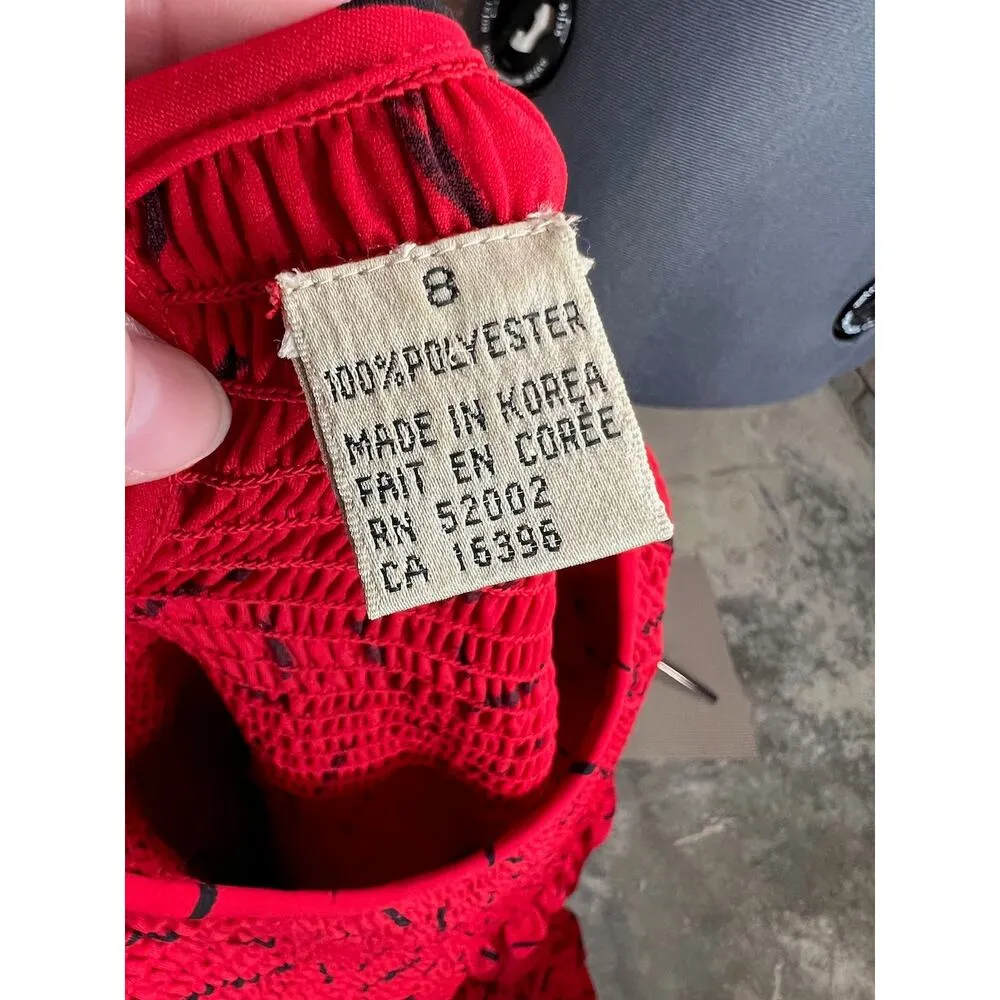 8
100%POLYESTER
MADE IN KOREA
FAIT EN CORÉE
RN 52002
CA 16396